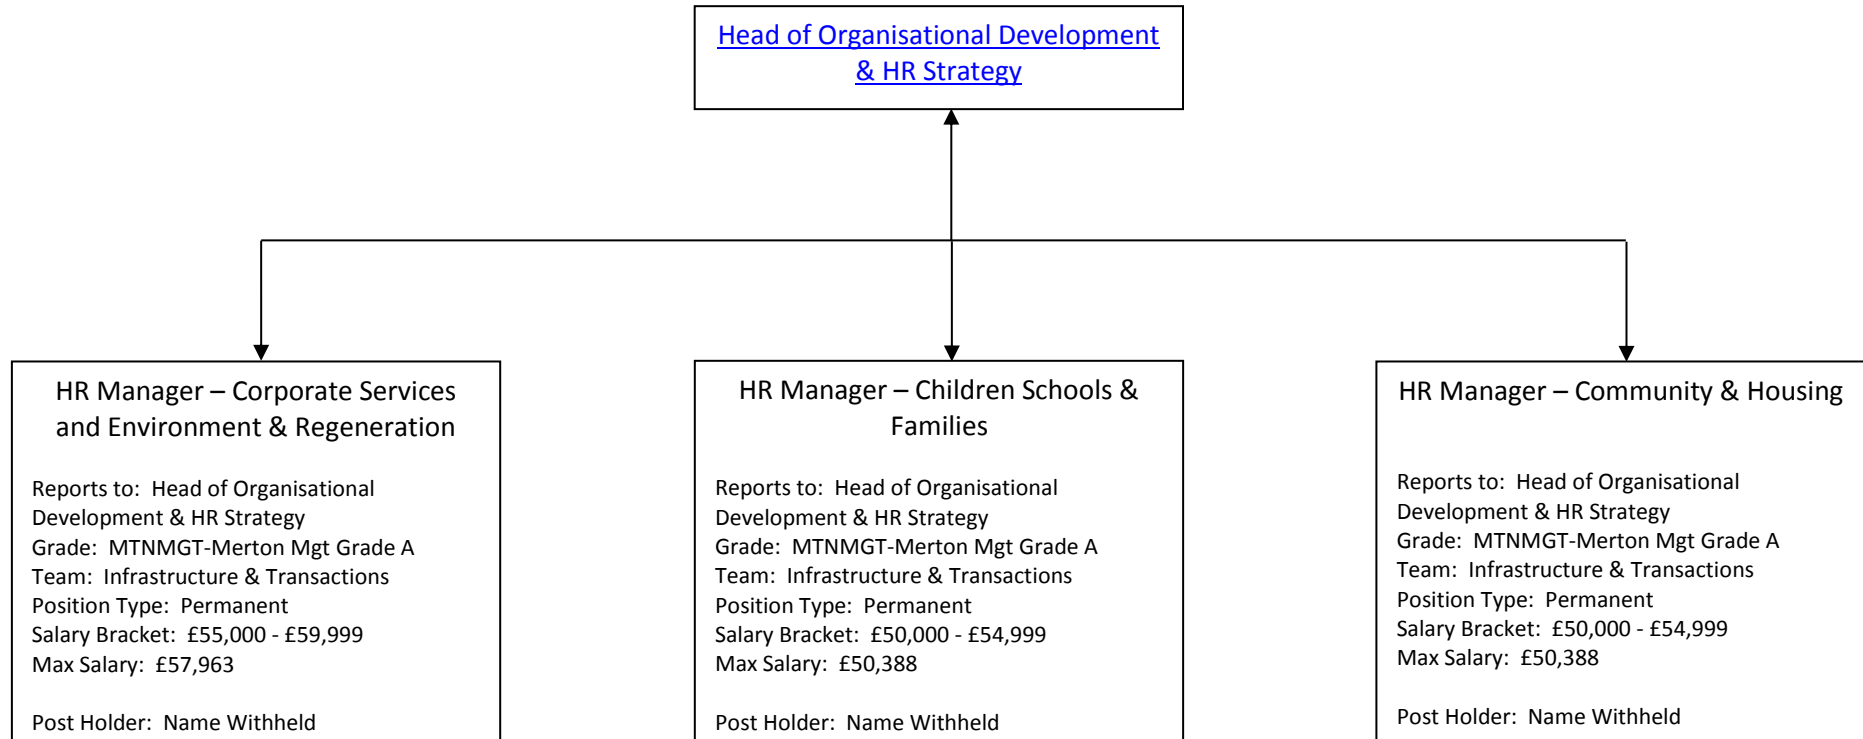 Head of Organisational Development
& HR Strategy
HR Manager – Corporate Services
and Environment & Regeneration
Reports to:  Head of Organisational
Development & HR Strategy
Grade:  MTNMGT-Merton Mgt Grade A
Team:  Infrastructure & Transactions
Position Type:  Permanent
Salary Bracket:  £55,000 - £59,999
Max Salary:  £57,963
Post Holder:  Name Withheld
HR Manager – Children Schools &
Families
Reports to:  Head of Organisational
Development & HR Strategy
Grade:  MTNMGT-Merton Mgt Grade A
Team:  Infrastructure & Transactions
Position Type:  Permanent
Salary Bracket:  £50,000 - £54,999
Max Salary:  £50,388
Post Holder:  Name Withheld
HR Manager – Community & Housing
Reports to:  Head of Organisational
Development & HR Strategy
Grade:  MTNMGT-Merton Mgt Grade A
Team:  Infrastructure & Transactions
Position Type:  Permanent
Salary Bracket:  £50,000 - £54,999
Max Salary:  £50,388
Post Holder:  Name Withheld